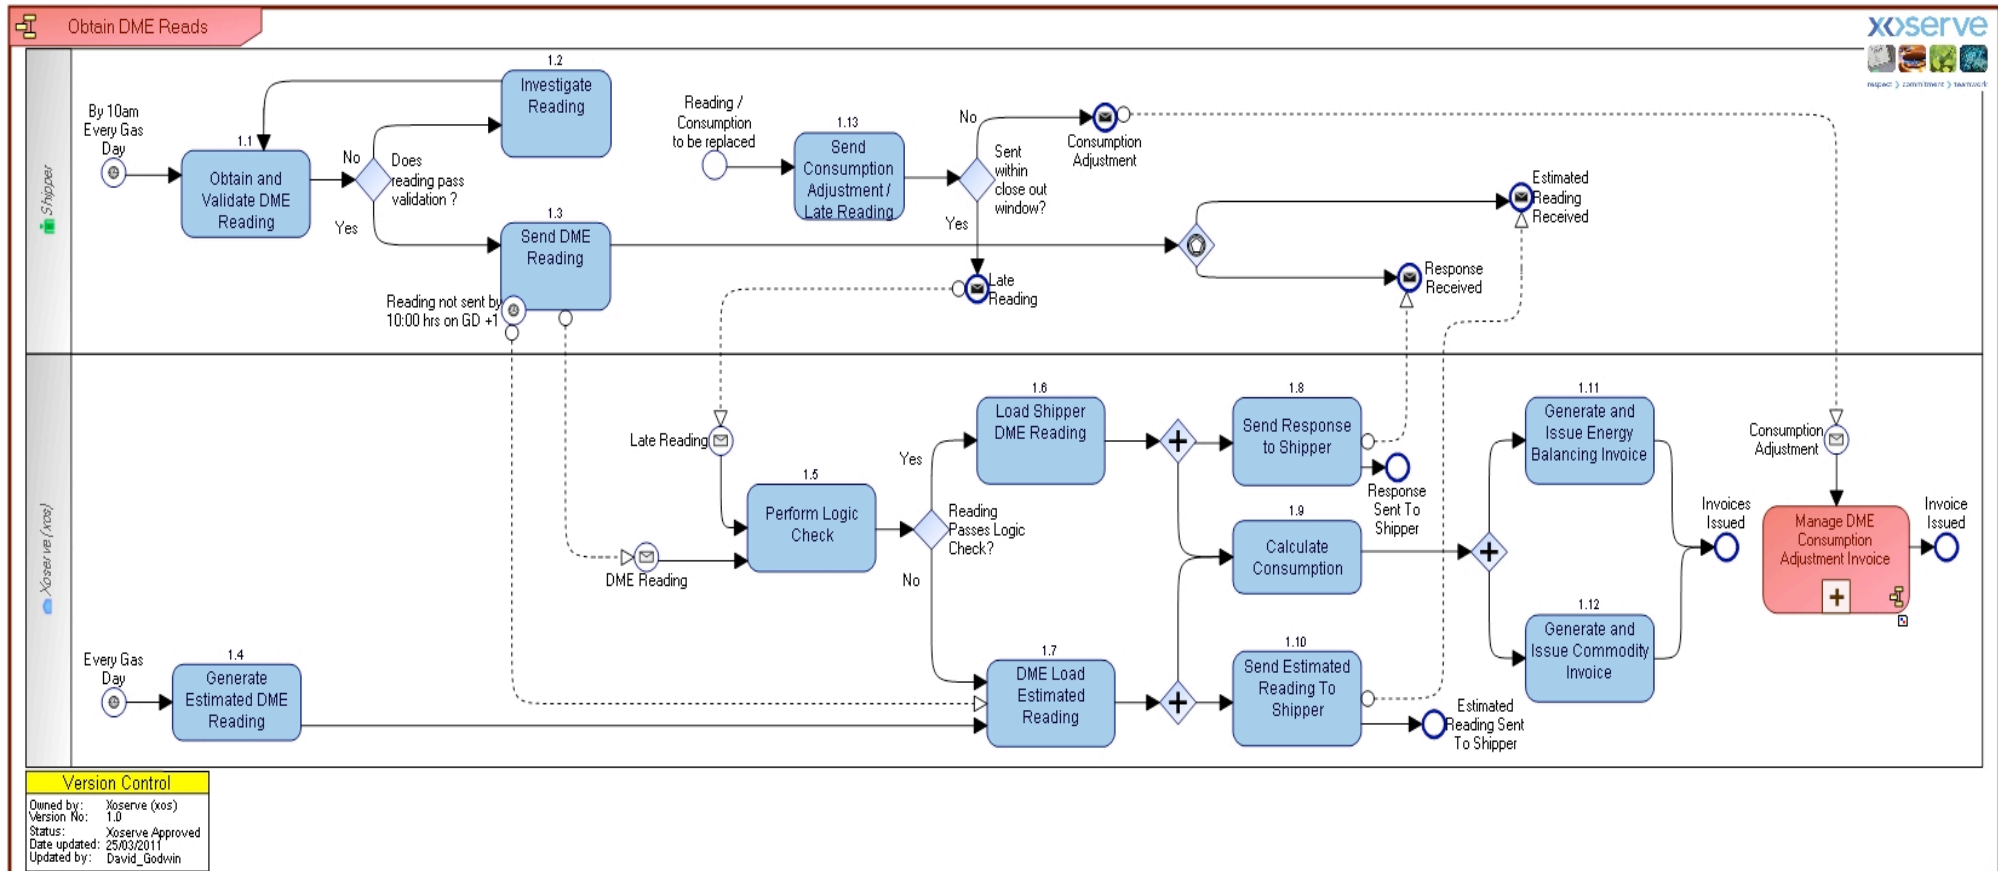 Obtain DME Reads
xoserve
respect > commitment > teamwork
Shipper
By 10am
Every Gas
Day
1.1
Obtain and
Validate DME
Reading
No
Does
reading pass
validation ?
Yes
1.2
Investigate
Reading
1.3
Send DME
Reading
Reading not sent by
10:00 hrs on GD +1
Reading /
Consumption
to be replaced
1.13
Send
Consumption
Adjustment /
Late Reading
No
Sent
within
close out
window?
Yes
Consumption
Adjustment
Late
Reading
Estimated
Reading
Received
Response
Received
Xoserve (xos)
Late Reading
DME Reading
1.5
Perform Logic
Check
Yes
Reading
Passes Logic
Check?
No
1.6
Load Shipper
DME Reading
1.8
Send Response
to Shipper
Response
Sent To
Shipper
1.9
Calculate
Consumption
1.11
Generate and
Issue Energy
Balancing Invoice
1.12
Generate and
Issue Commodity
Invoice
Invoices
Issued
Consumption
Adjustment
Manage DME
Consumption
Adjustment Invoice
Invoice
Issued
Every Gas
Day
1.4
Generate
Estimated DME
Reading
1.7
DME Load
Estimated
Reading
1.10
Send Estimated
Reading To
Shipper
Estimated
Reading Sent
To Shipper
Version Control
Owned by: Xoserve (xos)
Version No: 1.0
Status: Xoserve Approved
Date updated: 25/03/2011
Updated by: David_Godwin